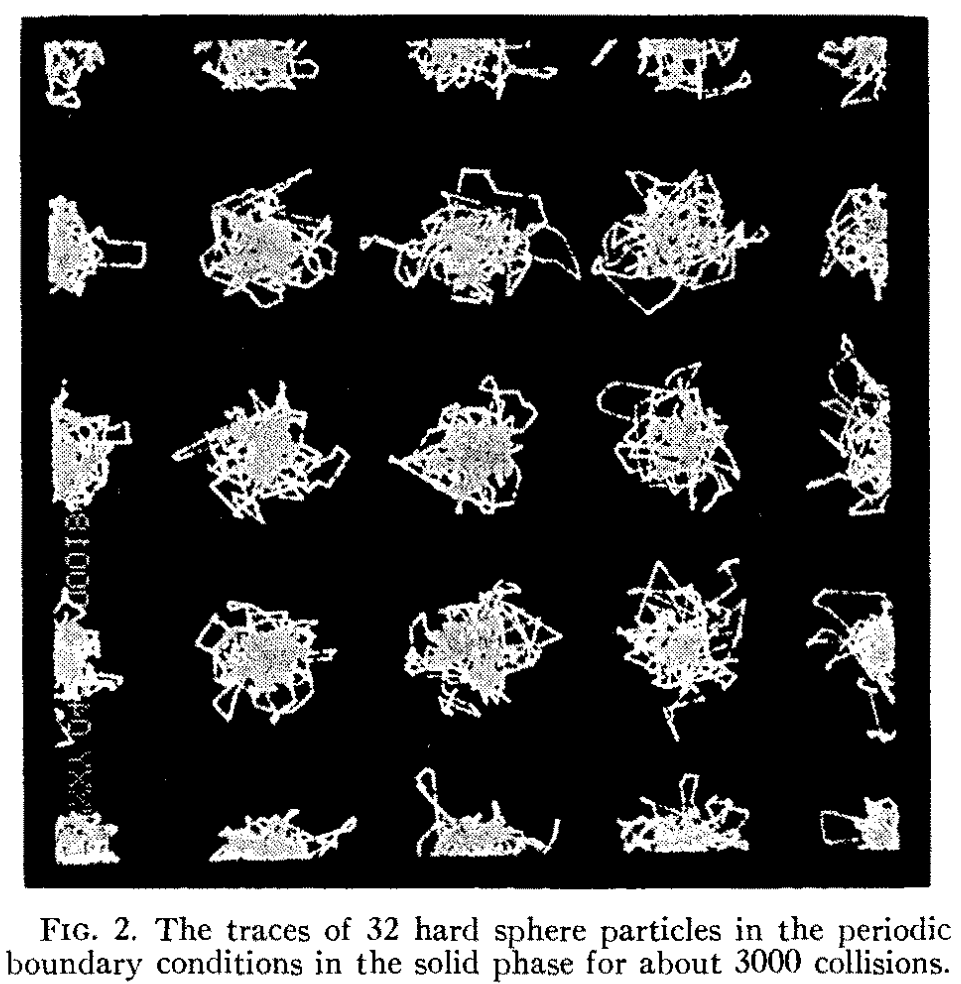 FIG. 2. The traces of 32 hard sphere particles in the periodic
boundary conditions in the solid phase for about 3000 collisions.